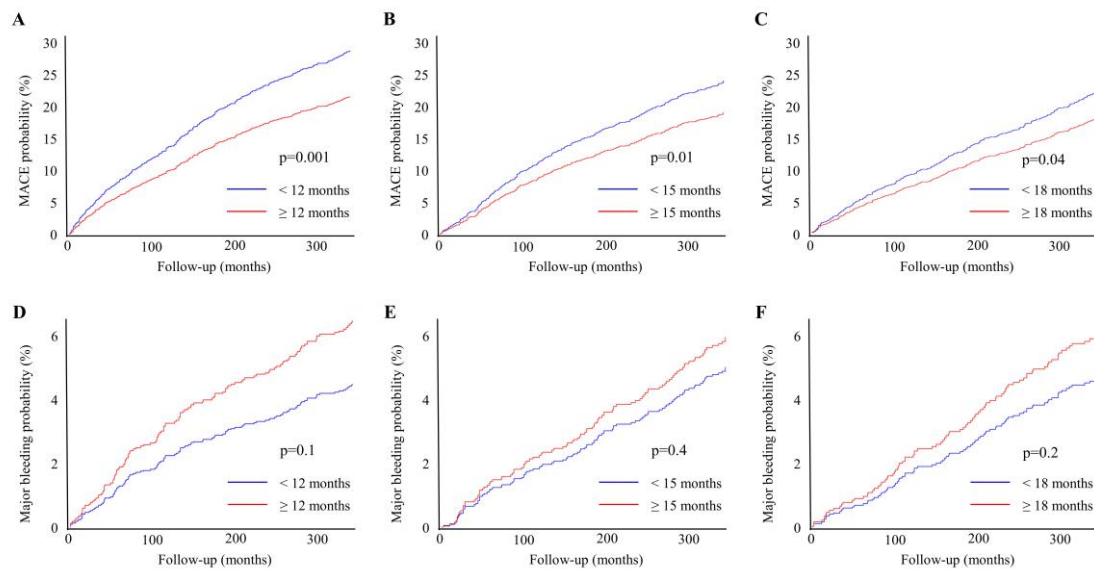 A
MACE probability (%)
30
25
20
15
10
5
0
p=0.001
< 12 months
≥ 12 months
0 100 200 300
Follow-up (months)
B
MACE probability (%)
30
25
20
15
10
5
0
p=0.01
< 15 months
≥ 15 months
0 100 200 300
Follow-up (months)
C
MACE probability (%)
30
25
20
15
10
5
0
p=0.04
< 18 months
≥ 18 months
0 100 200 300
Follow-up (months)
D
Major bleeding probability (%)
6
4
2
0
p=0.1
< 12 months
≥ 12 months
0 100 200 300
Follow-up (months)
E
Major bleeding probability (%)
6
4
2
0
p=0.4
< 15 months
≥ 15 months
0 100 200 300
Follow-up (months)
F
Major bleeding probability (%)
6
4
2
0
p=0.2
< 18 months
≥ 18 months
0 100 200 300
Follow-up (months)